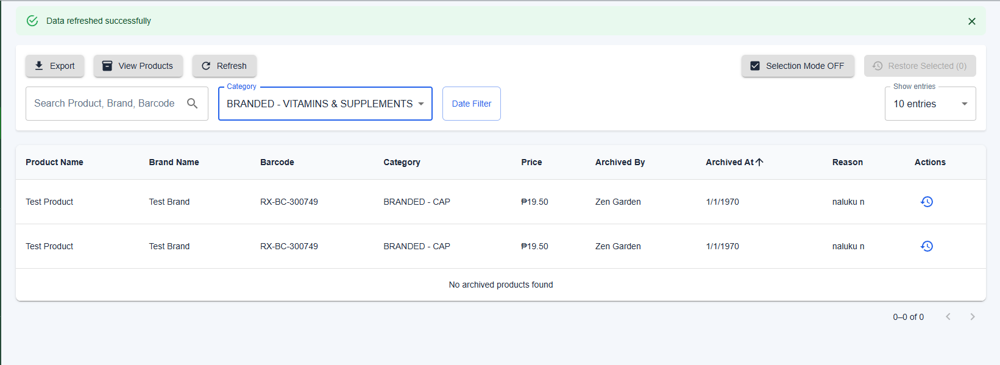 Data refreshed successfully
Export View Products Refresh Selection Mode OFF Restore Selected (0)
Category Show entries
Search Product, Brand, Barcode BRANDED - VITAMINS & SUPPLEMENTS Date Filter 10 entries
Product Name Brand Name Barcode Category Price Archived By Archived At Reason Actions
Test Product Test Brand RX-BC-300749 BRANDED - CAP ₱19.50 Zen Garden 1/1/1970 naluku n
Test Product Test Brand RX-BC-300749 BRANDED - CAP ₱19.50 Zen Garden 1/1/1970 naluku n
No archived products found
0–0 of 0